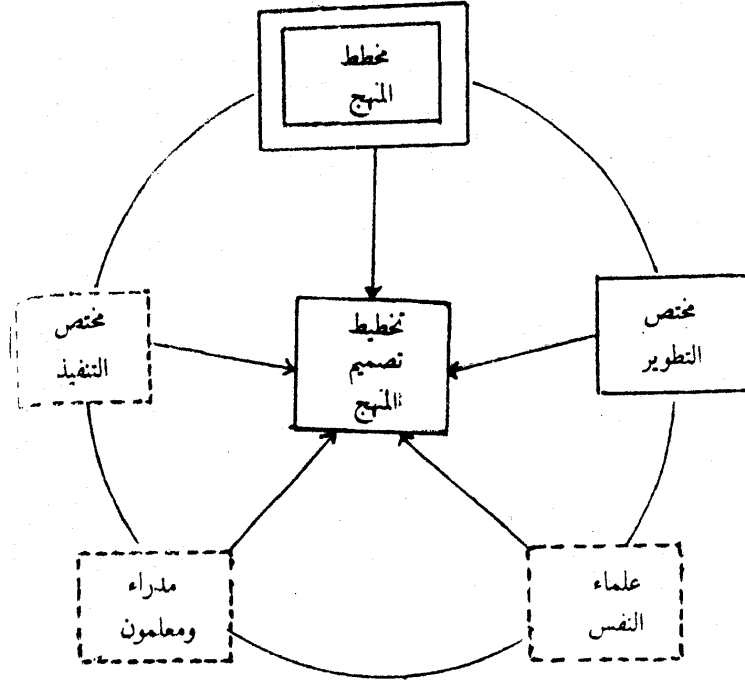 مخطط
المنهج
مختص
التطوير
تخطيط
تصميم
المنهج
مختص
التنفيذ
علماء
النفس
مدراء
ومعلمون